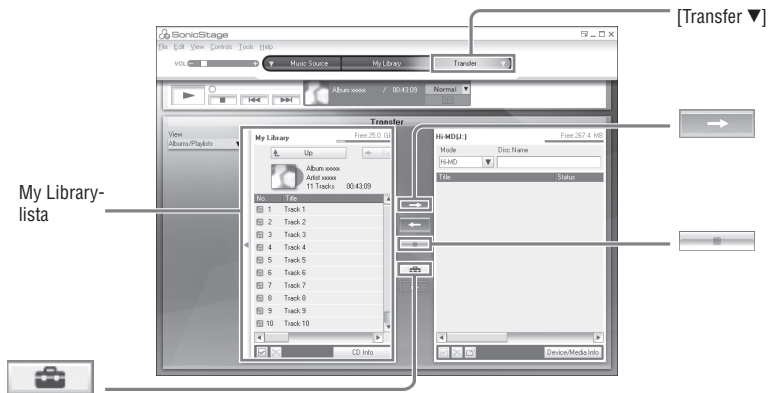 [Transfer ▼]
SonicStage
File Edit View Controls Tools Help
VOL
Music Source My Library Transfer
Album xxxxx / 00:43:09 Normal
Transfer
View
Albums/Playlists
My Library Free:25.0 GB
Up
Album xxxxx
Artist xxxxx
11 Tracks 00:43:09
No. Title
1 Track 1
2 Track 2
3 Track 3
4 Track 4
5 Track 5
6 Track 6
7 Track 7
8 Track 8
9 Track 9
10 Track 10
CD Info
Hi-MD(J:) Free:267.4 MB
Mode Disc Name
Hi-MD
Title Status
Device/Media Info
My Library-
lista